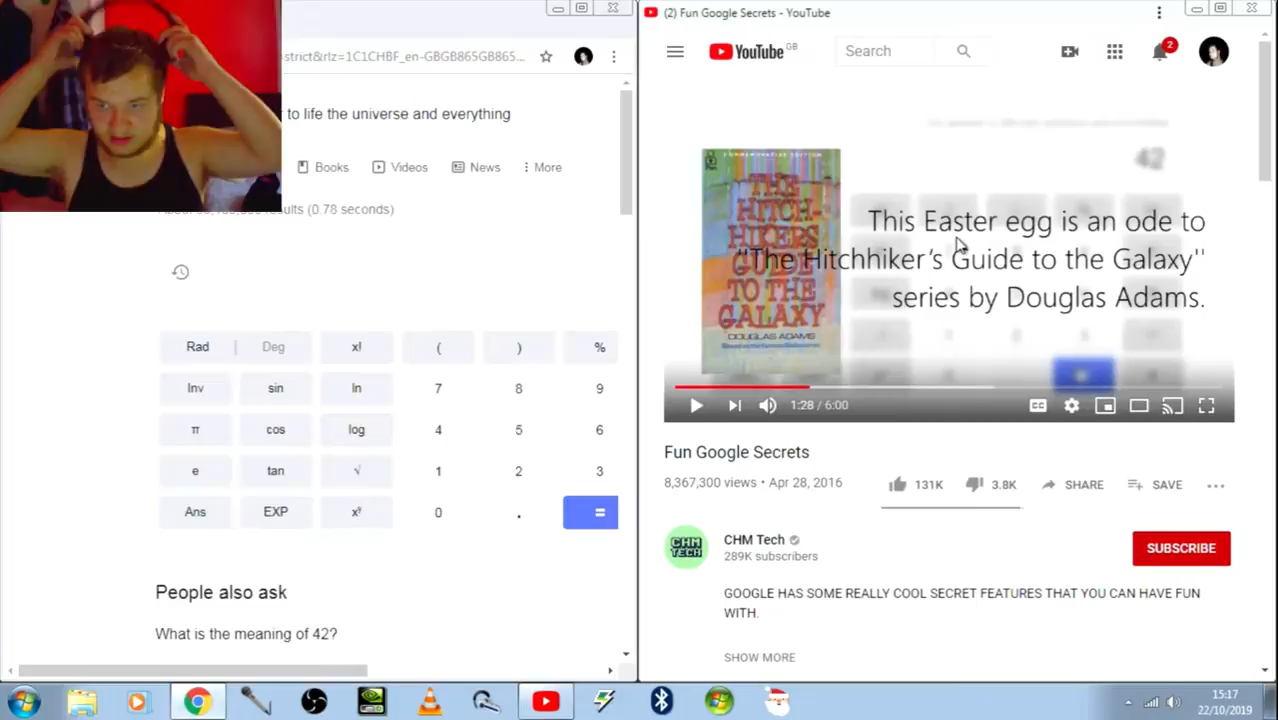 =strict&rlz=1C1CHBF_en-GBGB865GB865...
r to life the universe and everything
Books
Videos
News
More
results (0.78 seconds)
Rad
Deg
x!
(
)
%
Inv
sin
ln
7
8
9
π
cos
log
4
5
6
e
tan
√
1
2
3
Ans
EXP
xʸ
0
.
=
People also ask
What is the meaning of 42?
(2) Fun Google Secrets - YouTube
YouTube GB
Search
2
42
THE
HITCH-
HIKERS
GUIDE
TO THE
GALAXY
DOUGLAS ADAMS
This Easter egg is an ode to
"The Hitchhiker's Guide to the Galaxy"
series by Douglas Adams.
1:28 / 6:00
CC
Fun Google Secrets
8,367,300 views • Apr 28, 2016
131K
3.8K
SHARE
SAVE
CHM
TECH
CHM Tech
289K subscribers
SUBSCRIBE
GOOGLE HAS SOME REALLY COOL SECRET FEATURES THAT YOU CAN HAVE FUN
WITH.
SHOW MORE
15:17
22/10/2019